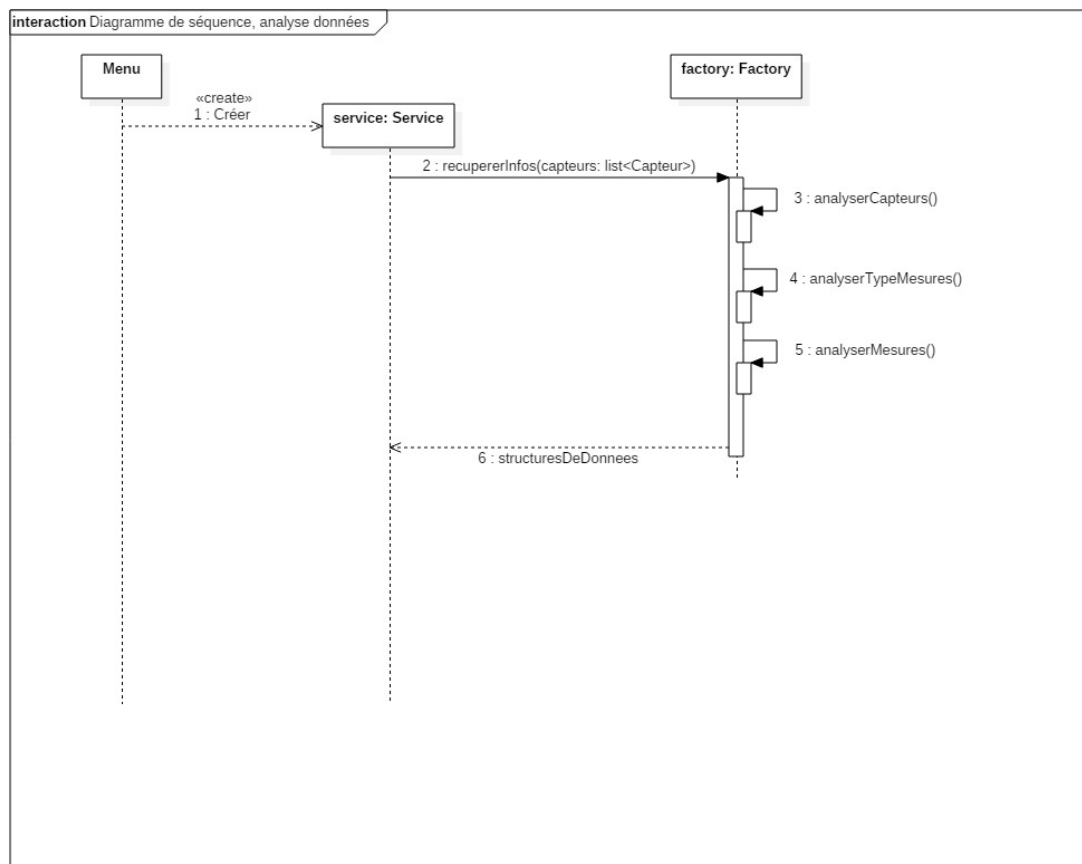 interaction Diagramme de séquence, analyse données
Menu
factory: Factory
«create»
1 : Créer
service: Service
2 : recupererInfos(capteurs: list<Capteur>)
3 : analyserCapteurs()
4 : analyserTypeMesures()
5 : analyserMesures()
6 : structuresDeDonnees